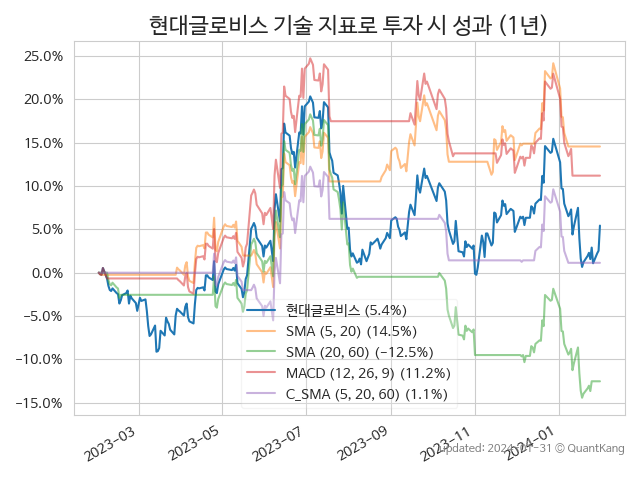 현대글로비스 기술 지표로 투자 시 성과 (1년)
25.0%
20.0%
15.0%
10.0%
5.0%
0.0%
−5.0%
−10.0%
−15.0%
현대글로비스 (5.4%)
SMA (5, 20) (14.5%)
SMA (20, 60) (−12.5%)
MACD (12, 26, 9) (11.2%)
C_SMA (5, 20, 60) (1.1%)
2023-03
2023-05
2023-07
2023-09
2023-11
2024-01
updated: 2024-01-31 © QuantKang